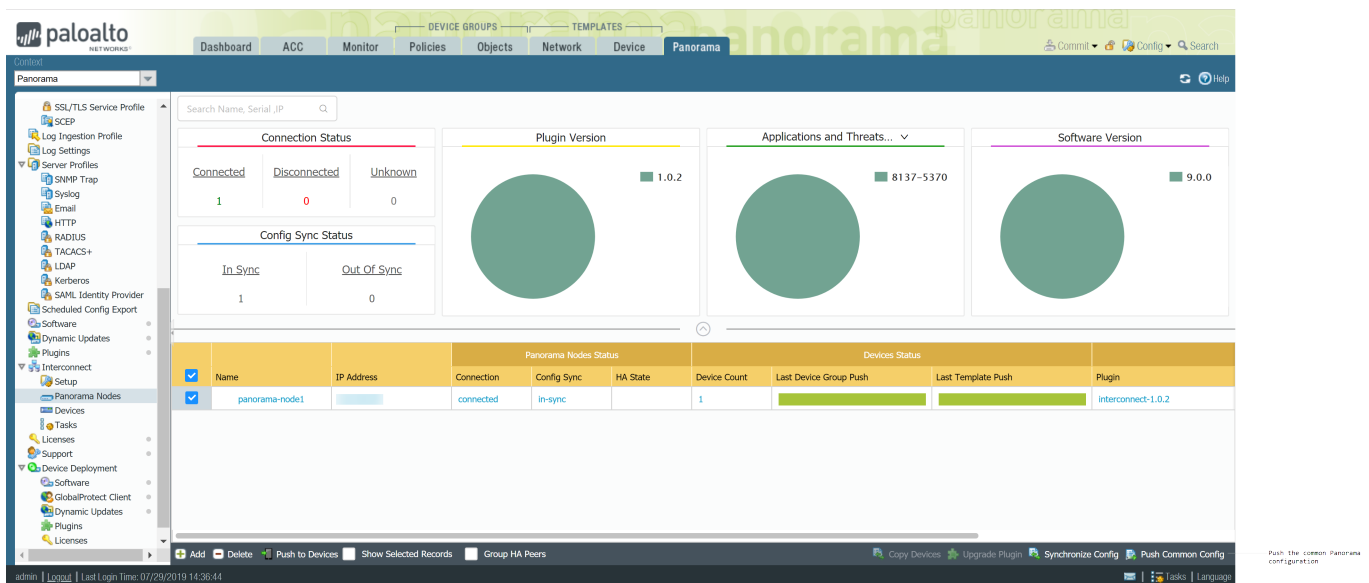 paloalto
NETWORKS®
DEVICE GROUPS
TEMPLATES
Dashboard
ACC
Monitor
Policies
Objects
Network
Device
Panorama
Commit
Config
Search
Context
Panorama
Help
SSL/TLS Service Profile
SCEP
Log Ingestion Profile
Log Settings
Server Profiles
SNMP Trap
Syslog
Email
HTTP
RADIUS
TACACS+
LDAP
Kerberos
SAML Identity Provider
Scheduled Config Export
Software
Dynamic Updates
Plugins
Interconnect
Setup
Panorama Nodes
Devices
Tasks
Licenses
Support
Device Deployment
Software
GlobalProtect Client
Dynamic Updates
Plugins
Licenses
Search Name, Serial ,IP
Connection Status
Connected Disconnected Unknown
1 0 0
Config Sync Status
In Sync Out Of Sync
1 0
Plugin Version
1.0.2
Applications and Threats...
8137-5370
Software Version
9.0.0
Panorama Nodes Status
Devices Status
Name IP Address Connection Config Sync HA State Device Count Last Device Group Push Last Template Push Plugin
panorama-node1 connected in-sync 1 interconnect-1.0.2
Add Delete Push to Devices Show Selected Records Group HA Peers Copy Devices Upgrade Plugin Synchronize Config Push Common Config
Push the common Panorama
configuration
admin | Logout | Last Login Time: 07/29/2019 14:36:44
Tasks | Language